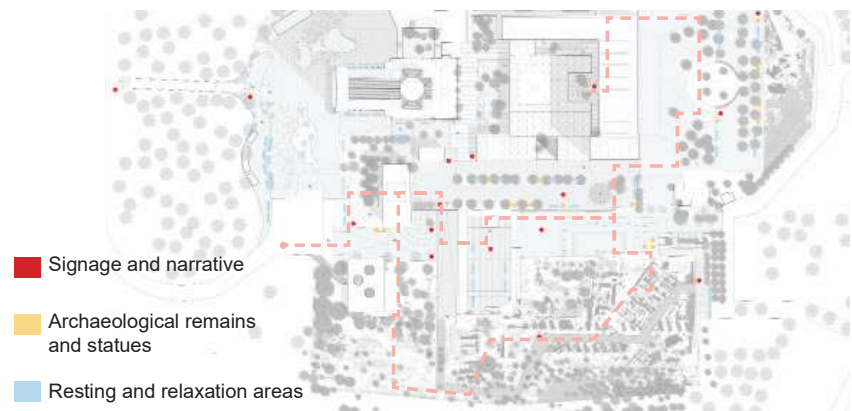 Signage and narrative
Archaeological remains
and statues
Resting and relaxation areas